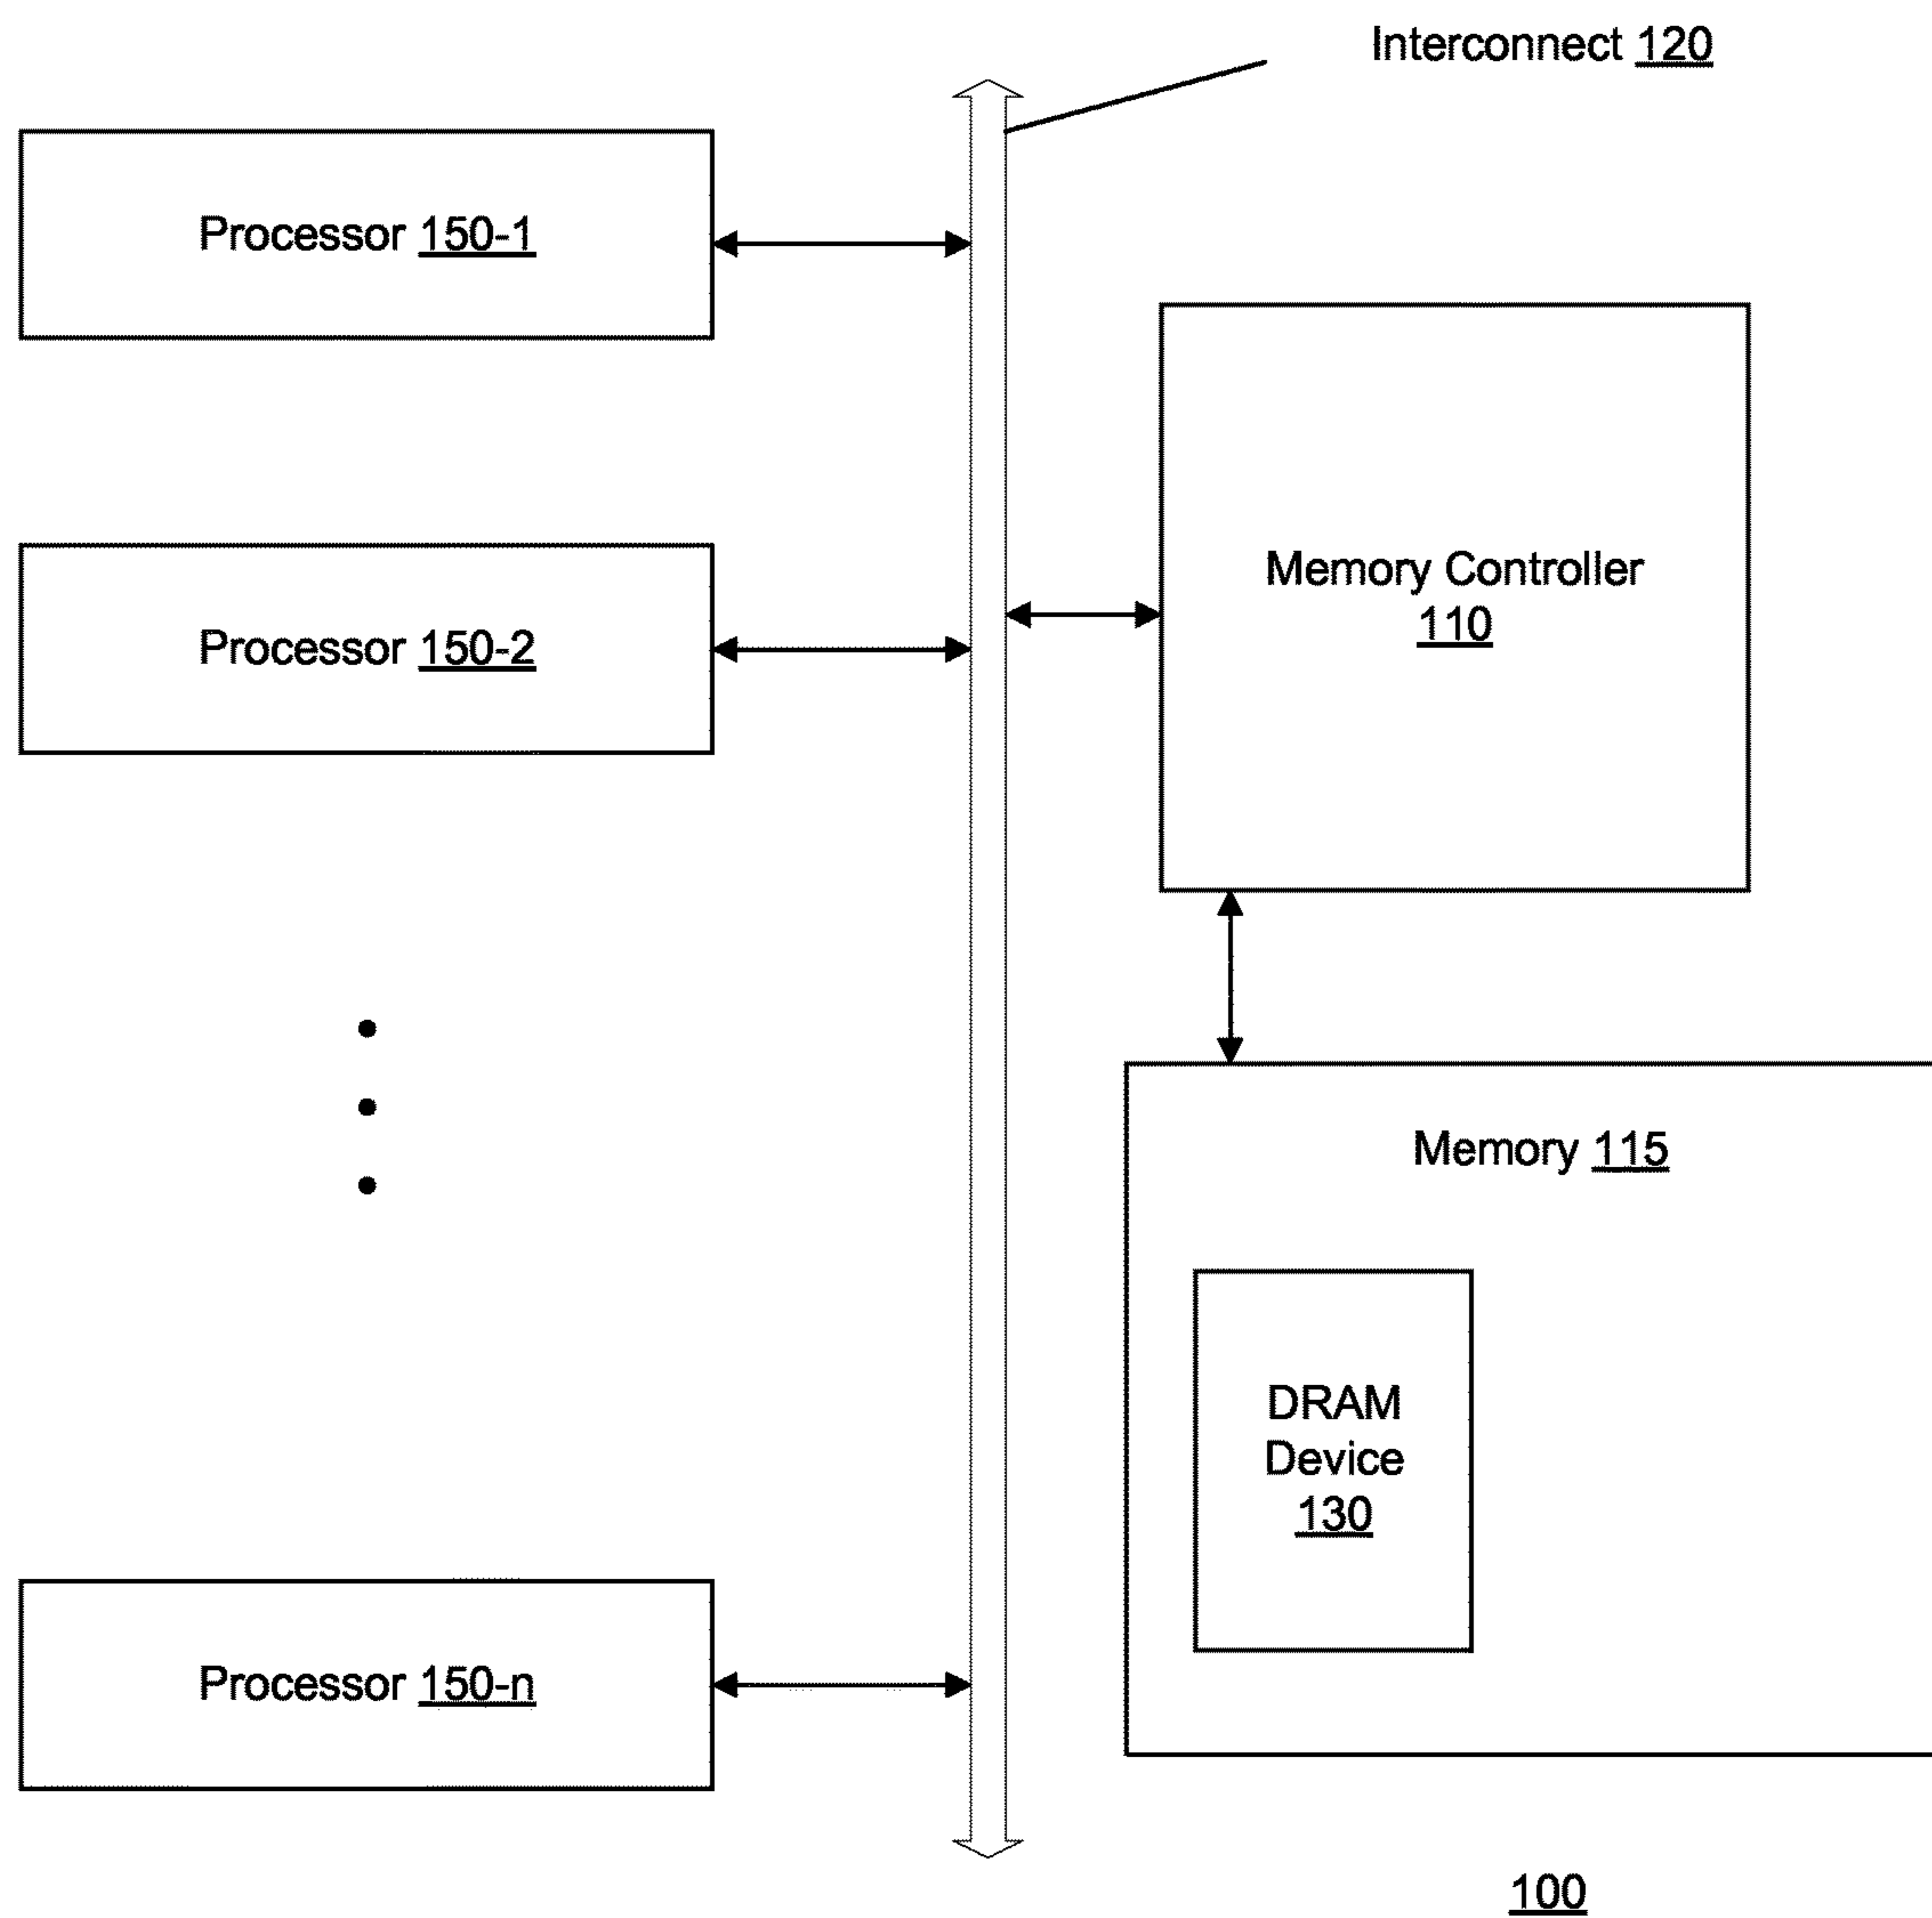 Interconnect 120
Processor 150-1
Memory Controller
110
Processor 150-2
Memory 115
DRAM
Device
130
Processor 150-n
100